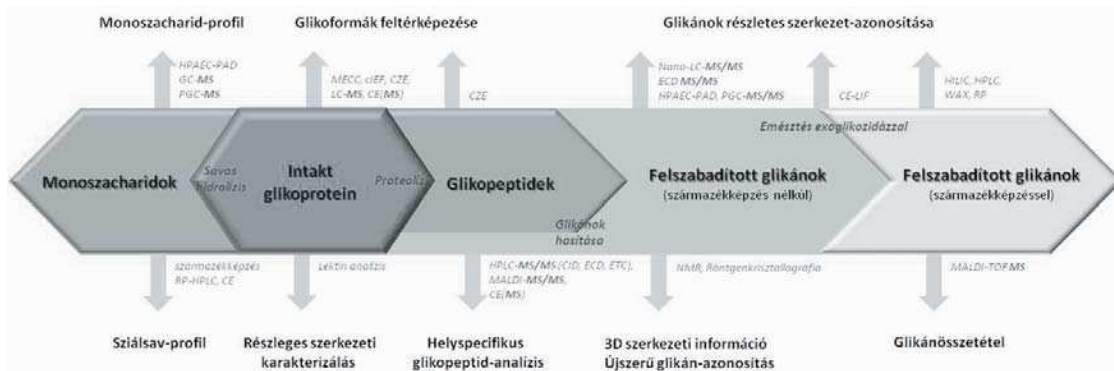 Monoszacharid-profil
Glikoformák feltérképezése
Glikánok részletes szerkezet-azonosítása
HPAEC-PAD
GC-MS
PGC-MS
MECC, cIEF, CZE,
LC-MS, CE(MS)
CZE
Nano-LC-MS/MS
ECD MS/MS
HPAEC-PAD, PGC-MS/MS
CE-LIF
HILIC, HPLC,
WAX, RP
Emésztés exoglikozidázzal
Monoszacharidok
Savas
hidrolízis
Intakt
glikoprotein
Proteolízi
Glikopeptidek
Glikánok
hasítása
Felszabadított glikánok
(származékképzés nélkül)
Felszabadított glikánok
(származékképzéssel)
származékképzés
RP-HPLC, CE
Lektin analízis
HPLC-MS/MS (CID, ECD, ETC),
MALDI-MS/MS,
CE(MS)
NMR, Röntgenkrisztallográfia
MALDI-TOF MS
Sziálsav-profil
Részleges szerkezeti
karakterizálás
Helyspecifikus
glikopeptid-analízis
3D szerkezeti információ
Újszerű glikán-azonosítás
Glikánösszetétel